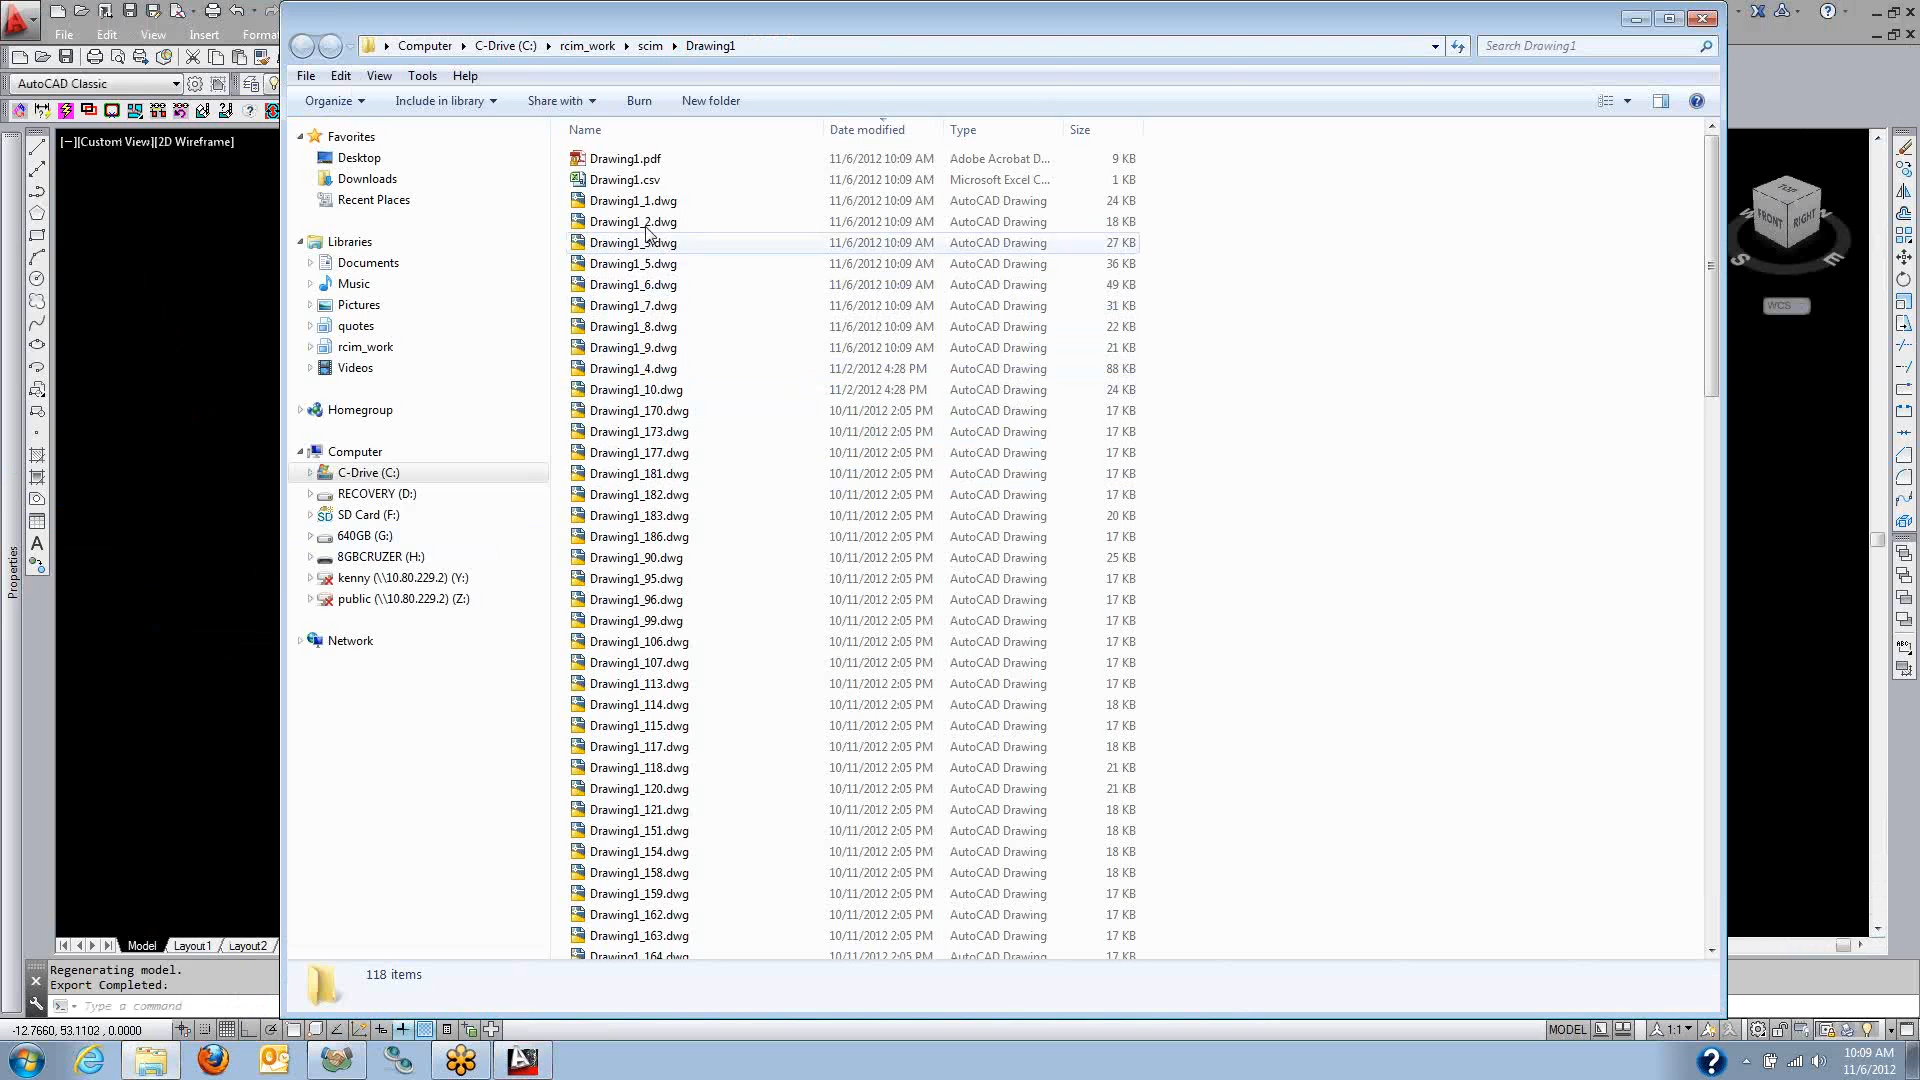 File Edit View Insert Forma
Computer C-Drive (C:) rcim_work scim Drawing1
Search Drawing1
File Edit View Tools Help
AutoCAD Classic
Organize Include in library Share with Burn New folder
[−][Custom View][2D Wireframe]
Name Date modified Type Size
Favorites
Desktop
Downloads
Recent Places
Libraries
Documents
Music
Pictures
quotes
rcim_work
Videos
Homegroup
Computer
C-Drive (C:)
RECOVERY (D:)
SD Card (F:)
640GB (G:)
8GBCRUZER (H:)
kenny (\\10.80.229.2) (Y:)
public (\\10.80.229.2) (Z:)
Network
Drawing1.pdf 11/6/2012 10:09 AM Adobe Acrobat D... 9 KB
Drawing1.csv 11/6/2012 10:09 AM Microsoft Excel C... 1 KB
Drawing1_1.dwg 11/6/2012 10:09 AM AutoCAD Drawing 24 KB
Drawing1_2.dwg 11/6/2012 10:09 AM AutoCAD Drawing 18 KB
Drawing1_3.dwg 11/6/2012 10:09 AM AutoCAD Drawing 27 KB
Drawing1_5.dwg 11/6/2012 10:09 AM AutoCAD Drawing 36 KB
Drawing1_6.dwg 11/6/2012 10:09 AM AutoCAD Drawing 49 KB
Drawing1_7.dwg 11/6/2012 10:09 AM AutoCAD Drawing 31 KB
Drawing1_8.dwg 11/6/2012 10:09 AM AutoCAD Drawing 22 KB
Drawing1_9.dwg 11/6/2012 10:09 AM AutoCAD Drawing 21 KB
Drawing1_4.dwg 11/2/2012 4:28 PM AutoCAD Drawing 88 KB
Drawing1_10.dwg 11/2/2012 4:28 PM AutoCAD Drawing 24 KB
Drawing1_170.dwg 10/11/2012 2:05 PM AutoCAD Drawing 17 KB
Drawing1_173.dwg 10/11/2012 2:05 PM AutoCAD Drawing 17 KB
Drawing1_177.dwg 10/11/2012 2:05 PM AutoCAD Drawing 17 KB
Drawing1_181.dwg 10/11/2012 2:05 PM AutoCAD Drawing 17 KB
Drawing1_182.dwg 10/11/2012 2:05 PM AutoCAD Drawing 17 KB
Drawing1_183.dwg 10/11/2012 2:05 PM AutoCAD Drawing 20 KB
Drawing1_186.dwg 10/11/2012 2:05 PM AutoCAD Drawing 17 KB
Drawing1_90.dwg 10/11/2012 2:05 PM AutoCAD Drawing 25 KB
Drawing1_95.dwg 10/11/2012 2:05 PM AutoCAD Drawing 17 KB
Drawing1_96.dwg 10/11/2012 2:05 PM AutoCAD Drawing 17 KB
Drawing1_99.dwg 10/11/2012 2:05 PM AutoCAD Drawing 17 KB
Drawing1_106.dwg 10/11/2012 2:05 PM AutoCAD Drawing 17 KB
Drawing1_107.dwg 10/11/2012 2:05 PM AutoCAD Drawing 17 KB
Drawing1_113.dwg 10/11/2012 2:05 PM AutoCAD Drawing 17 KB
Drawing1_114.dwg 10/11/2012 2:05 PM AutoCAD Drawing 18 KB
Drawing1_115.dwg 10/11/2012 2:05 PM AutoCAD Drawing 17 KB
Drawing1_117.dwg 10/11/2012 2:05 PM AutoCAD Drawing 18 KB
Drawing1_118.dwg 10/11/2012 2:05 PM AutoCAD Drawing 21 KB
Drawing1_120.dwg 10/11/2012 2:05 PM AutoCAD Drawing 21 KB
Drawing1_121.dwg 10/11/2012 2:05 PM AutoCAD Drawing 18 KB
Drawing1_151.dwg 10/11/2012 2:05 PM AutoCAD Drawing 18 KB
Drawing1_154.dwg 10/11/2012 2:05 PM AutoCAD Drawing 18 KB
Drawing1_158.dwg 10/11/2012 2:05 PM AutoCAD Drawing 18 KB
Drawing1_159.dwg 10/11/2012 2:05 PM AutoCAD Drawing 17 KB
Drawing1_162.dwg 10/11/2012 2:05 PM AutoCAD Drawing 17 KB
Drawing1_163.dwg 10/11/2012 2:05 PM AutoCAD Drawing 17 KB
Drawing1_164.dwg 10/11/2012 2:05 PM AutoCAD Drawing 17 KB
TOP
FRONT RIGHT
W S E
WCS
Properties
Model Layout1 Layout2
118 items
Regenerating model.
Export Completed:
Type a command
-12.7660, 53.1102, 0.0000
MODEL 1:1
10:09 AM
11/6/2012